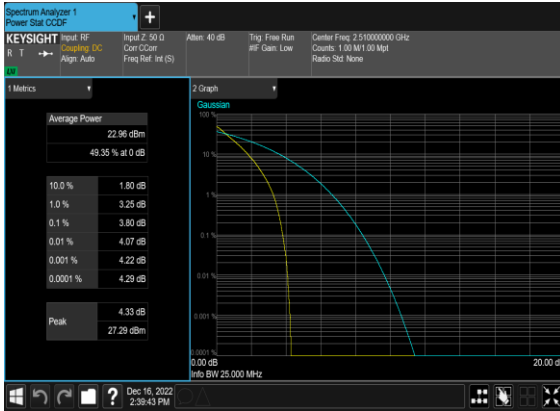 Spectrum Analyzer 1
Power Stat CCDF
KEYSIGHT
R T
Input: RF
Coupling: DC
Align: Auto
Input Z: 50 Ω
Corr CCorr
Freq Ref: Int (S)
Atten: 40 dB
Trig: Free Run
#IF Gain: Low
Center Freq: 2.510000000 GHz
Counts: 1.00 M/1.00 Mpt
Radio Std: None
1 Metrics
Average Power
22.96 dBm
49.35 % at 0 dB
10.0 % 1.80 dB
1.0 % 3.25 dB
0.1 % 3.80 dB
0.01 % 4.07 dB
0.001 % 4.22 dB
0.0001 % 4.29 dB
Peak
4.33 dB
27.29 dBm
2 Graph
Gaussian
100 %
10 %
1 %
0.1 %
0.01 %
0.001 %
0.0001 %
0.00 dB
20.00 d
Info BW 25.000 MHz
?
Dec 16, 2022
2:39:43 PM